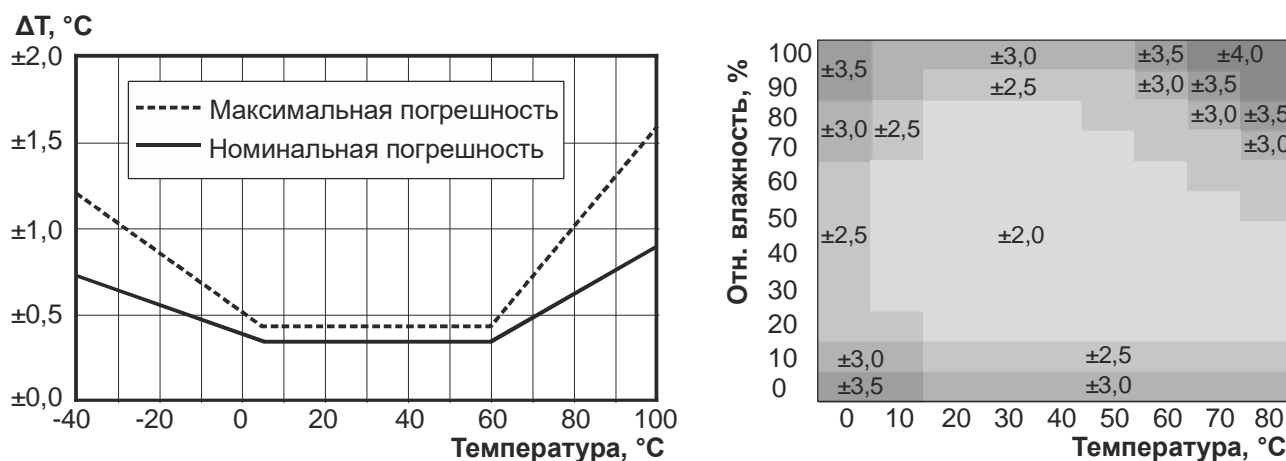 ΔT, °C
±2,0
±1,5
±1,0
±0,5
±0,0
Максимальная погрешность
Номинальная погрешность
-40 -20 0 20 40 60 80 100
Температура, °C
Отн. влажность, %
100
90
80
70
60
50
40
30
20
10
0
±3,5 ±3,0 ±3,5 ±4,0
±2,5 ±3,0 ±3,5
±3,0 ±2,5 ±3,0 ±3,5
±3,0
±2,5 ±2,0
±3,0 ±2,5
±3,5 ±3,0
0 10 20 30 40 50 60 70 80
Температура, °C